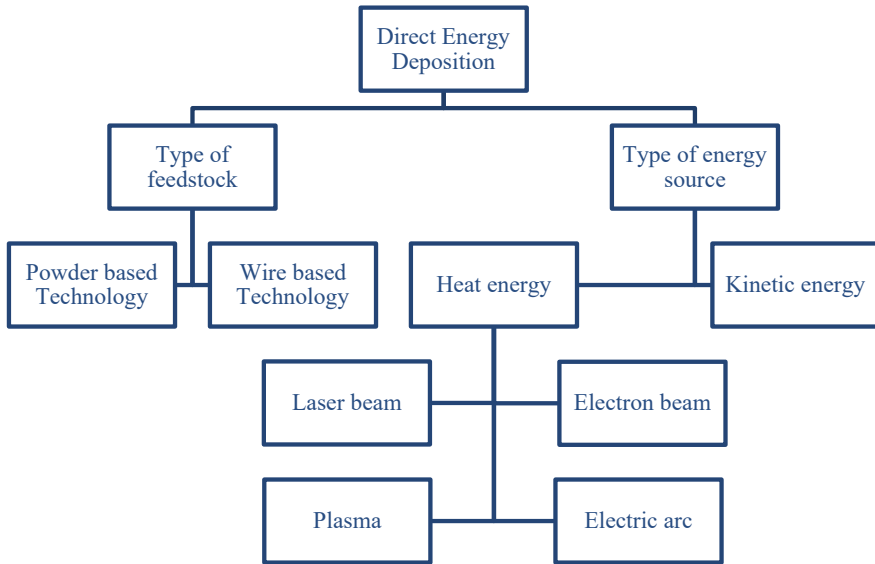 Direct Energy
Deposition
Type of
feedstock
Type of energy
source
Powder based
Technology
Wire based
Technology
Heat energy
Kinetic energy
Laser beam
Electron beam
Plasma
Electric arc